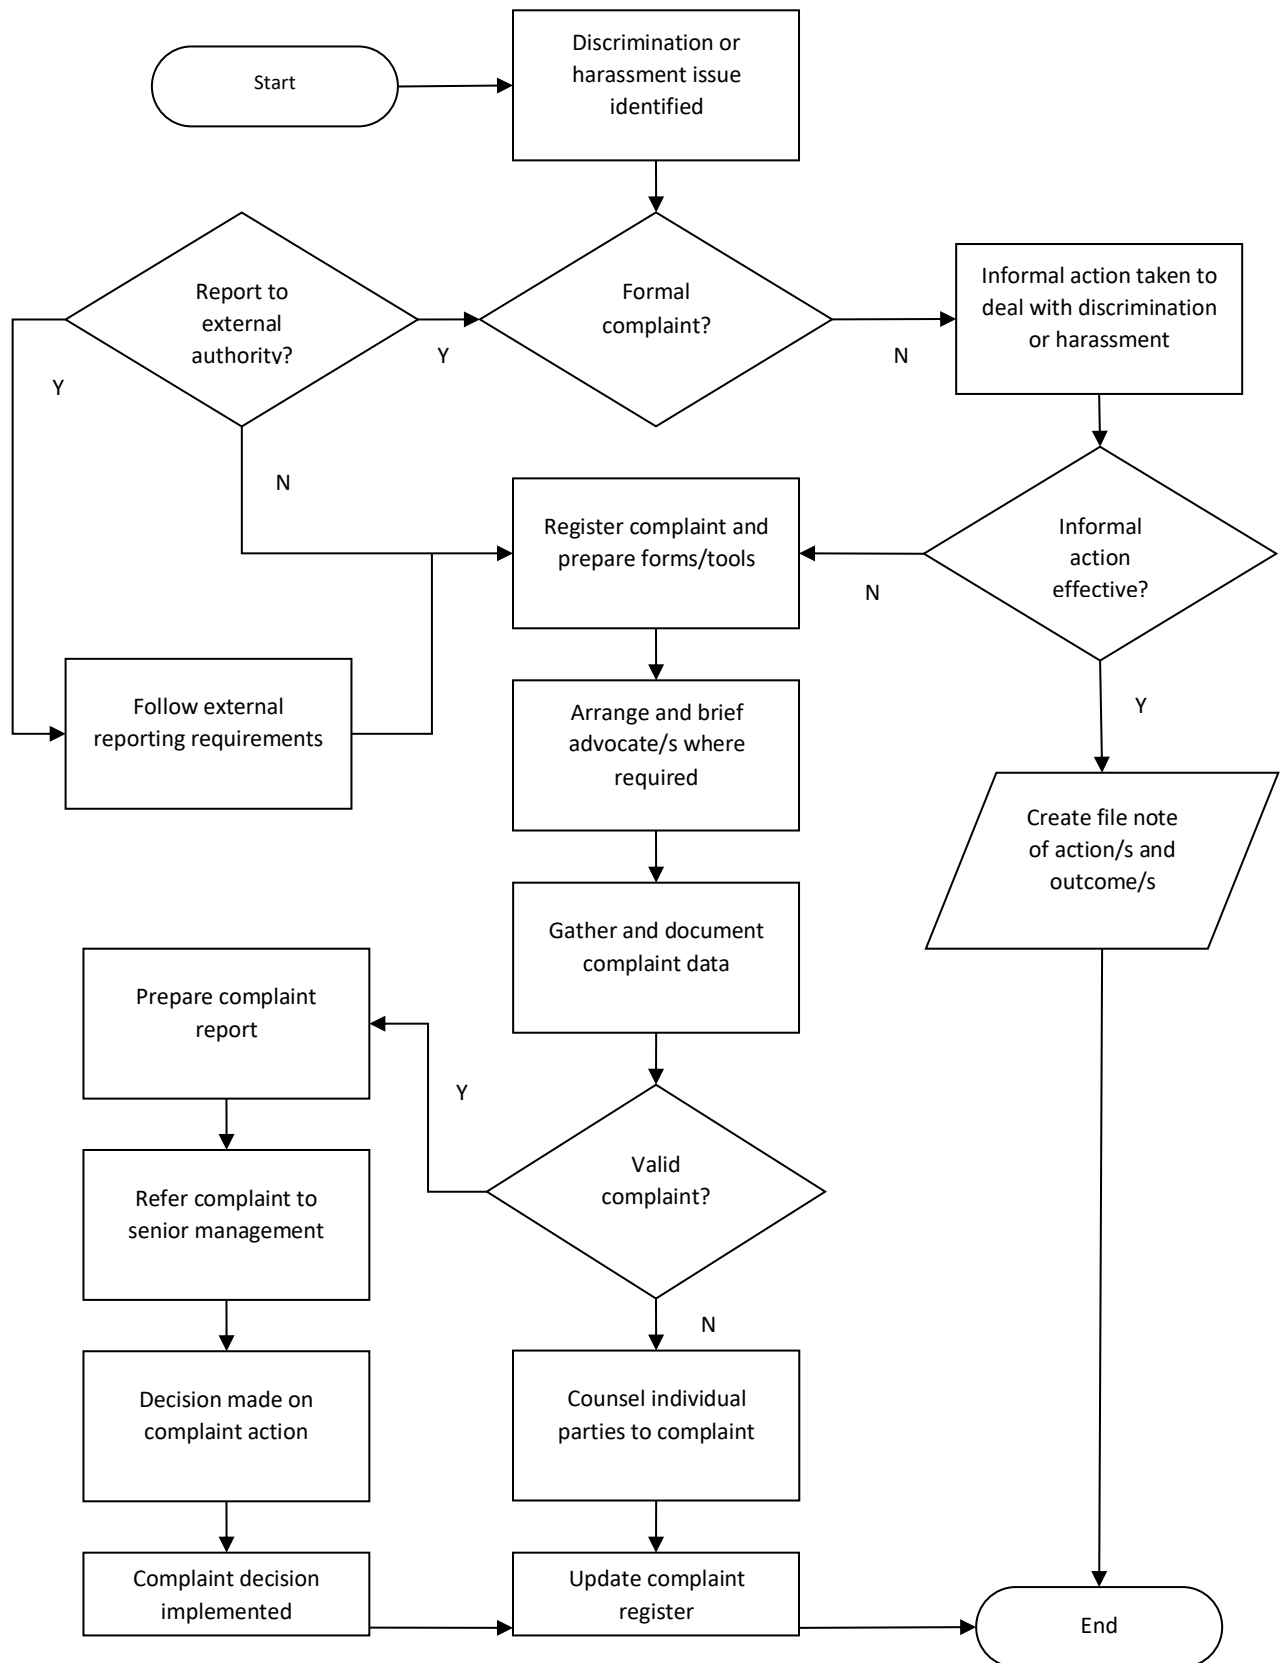 Start
Discrimination or
harassment issue
identified
Report to
external
authority?
Formal
complaint?
Informal action taken to
deal with discrimination
or harassment
Y
Y
N
N
Register complaint and
prepare forms/tools
Informal
action
effective?
N
Follow external
reporting requirements
Arrange and brief
advocate/s where
required
Y
Create file note
of action/s and
outcome/s
Gather and document
complaint data
Prepare complaint
report
Y
Valid
complaint?
Refer complaint to
senior management
N
Decision made on
complaint action
Counsel individual
parties to complaint
Complaint decision
implemented
Update complaint
register
End